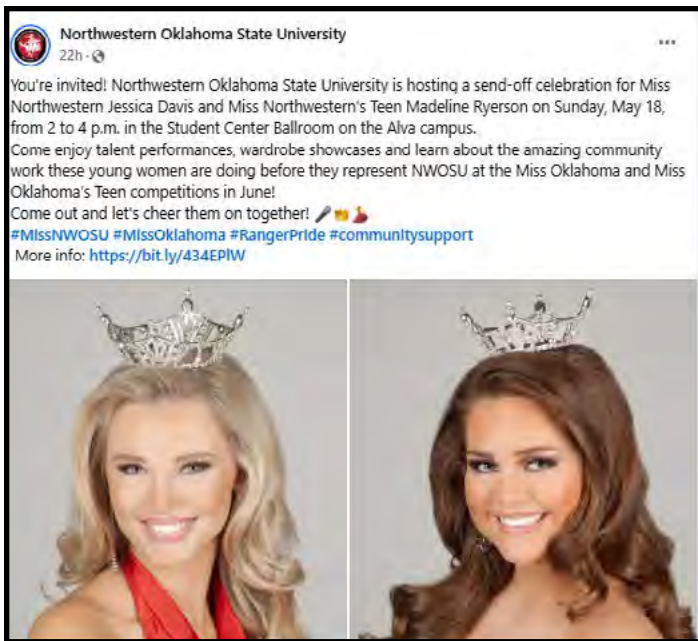 Northwestern Oklahoma State University
22h ·
You're invited! Northwestern Oklahoma State University is hosting a send-off celebration for Miss
Northwestern Jessica Davis and Miss Northwestern's Teen Madeline Ryerson on Sunday, May 18,
from 2 to 4 p.m. in the Student Center Ballroom on the Alva campus.
Come enjoy talent performances, wardrobe showcases and learn about the amazing community
work these young women are doing before they represent NWOSU at the Miss Oklahoma and Miss
Oklahoma's Teen competitions in June!
Come out and let's cheer them on together! 🎤👏💃
#MissNWOSU #MissOklahoma #RangerPride #communitysupport
More info: https://bit.ly/434EPlW